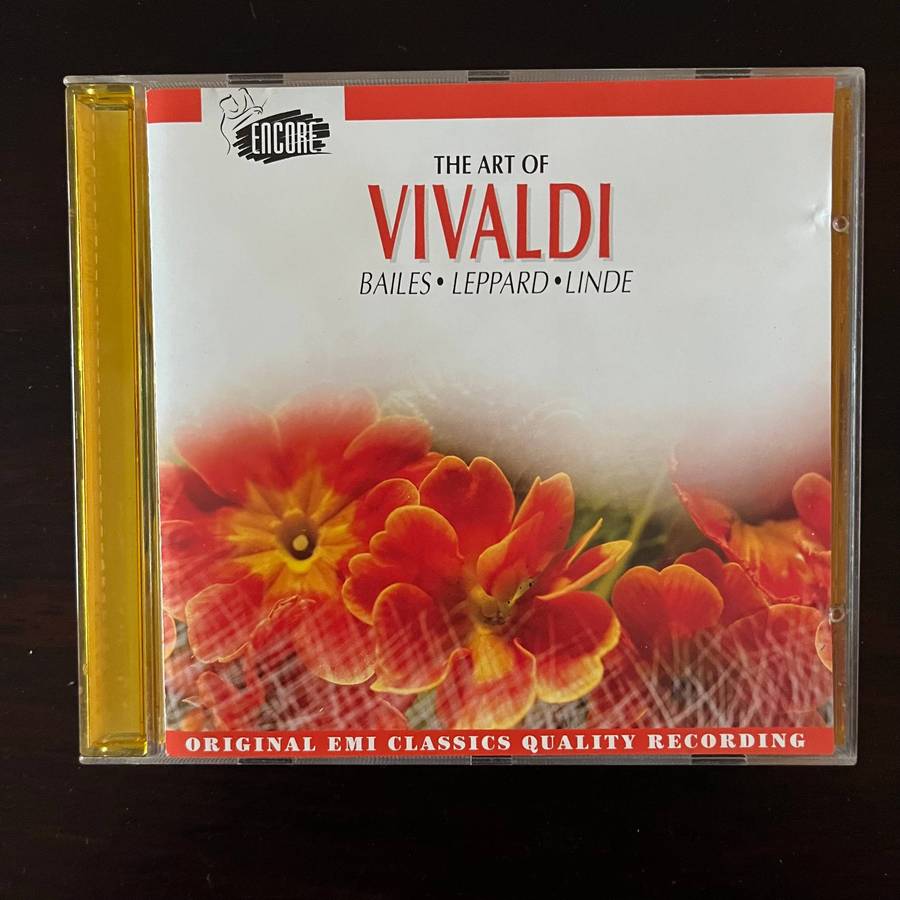 ENCORE
THE ART OF
VIVALDI
BAILES • LEPPARD • LINDE
ORIGINAL EMI CLASSICS QUALITY RECORDING